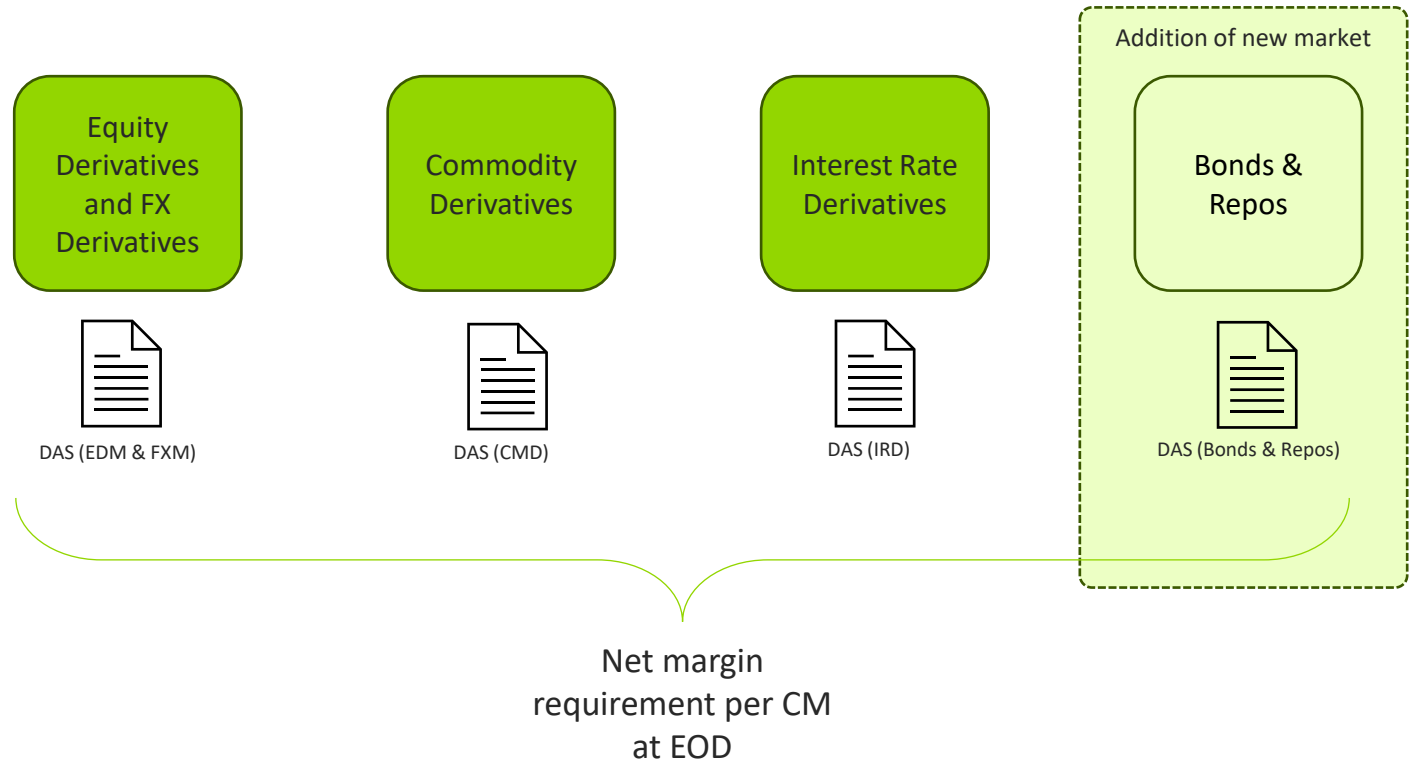 Addition of new market
Equity
Derivatives
and FX
Derivatives
Commodity
Derivatives
Interest Rate
Derivatives
Bonds &
Repos
DAS (EDM & FXM)
DAS (CMD)
DAS (IRD)
DAS (Bonds & Repos)
Net margin
requirement per CM
at EOD